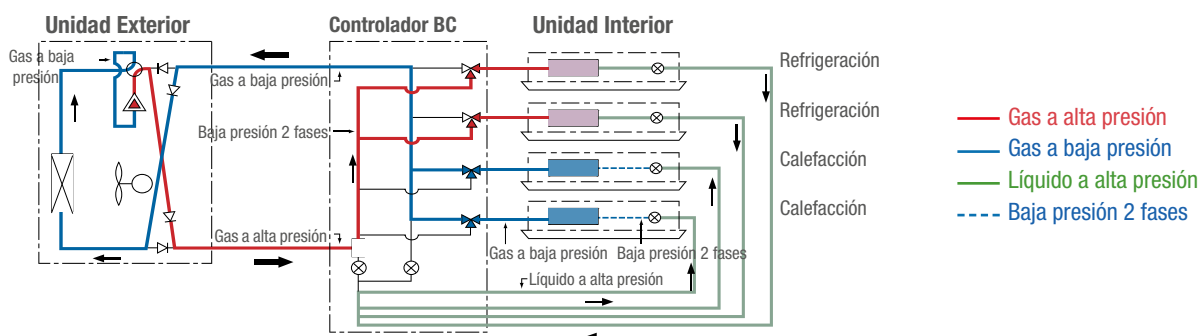 Unidad Exterior
Controlador BC
Unidad Interior
Gas a baja
presión
Gas a baja presión
Baja presión 2 fases
Gas a alta presión
Gas a baja presión
Baja presión 2 fases
Líquido a alta presión
Refrigeración
Refrigeración
Calefacción
Calefacción
Gas a alta presión
Gas a baja presión
Líquido a alta presión
Baja presión 2 fases